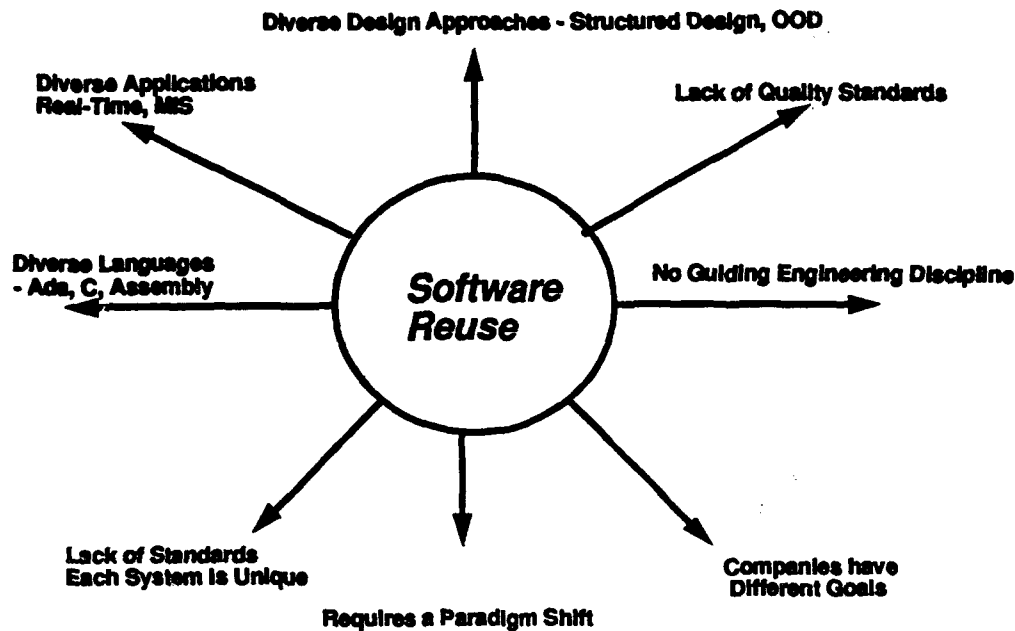 Diverse Design Approaches - Structured Design, OOD
Diverse Applications
Real-Time, MIS
Lack of Quality Standards
Diverse Languages
- Ada, C, Assembly
Software
Reuse
No Guiding Engineering Discipline
Lack of Standards
Each System is Unique
Requires a Paradigm Shift
Companies have
Different Goals